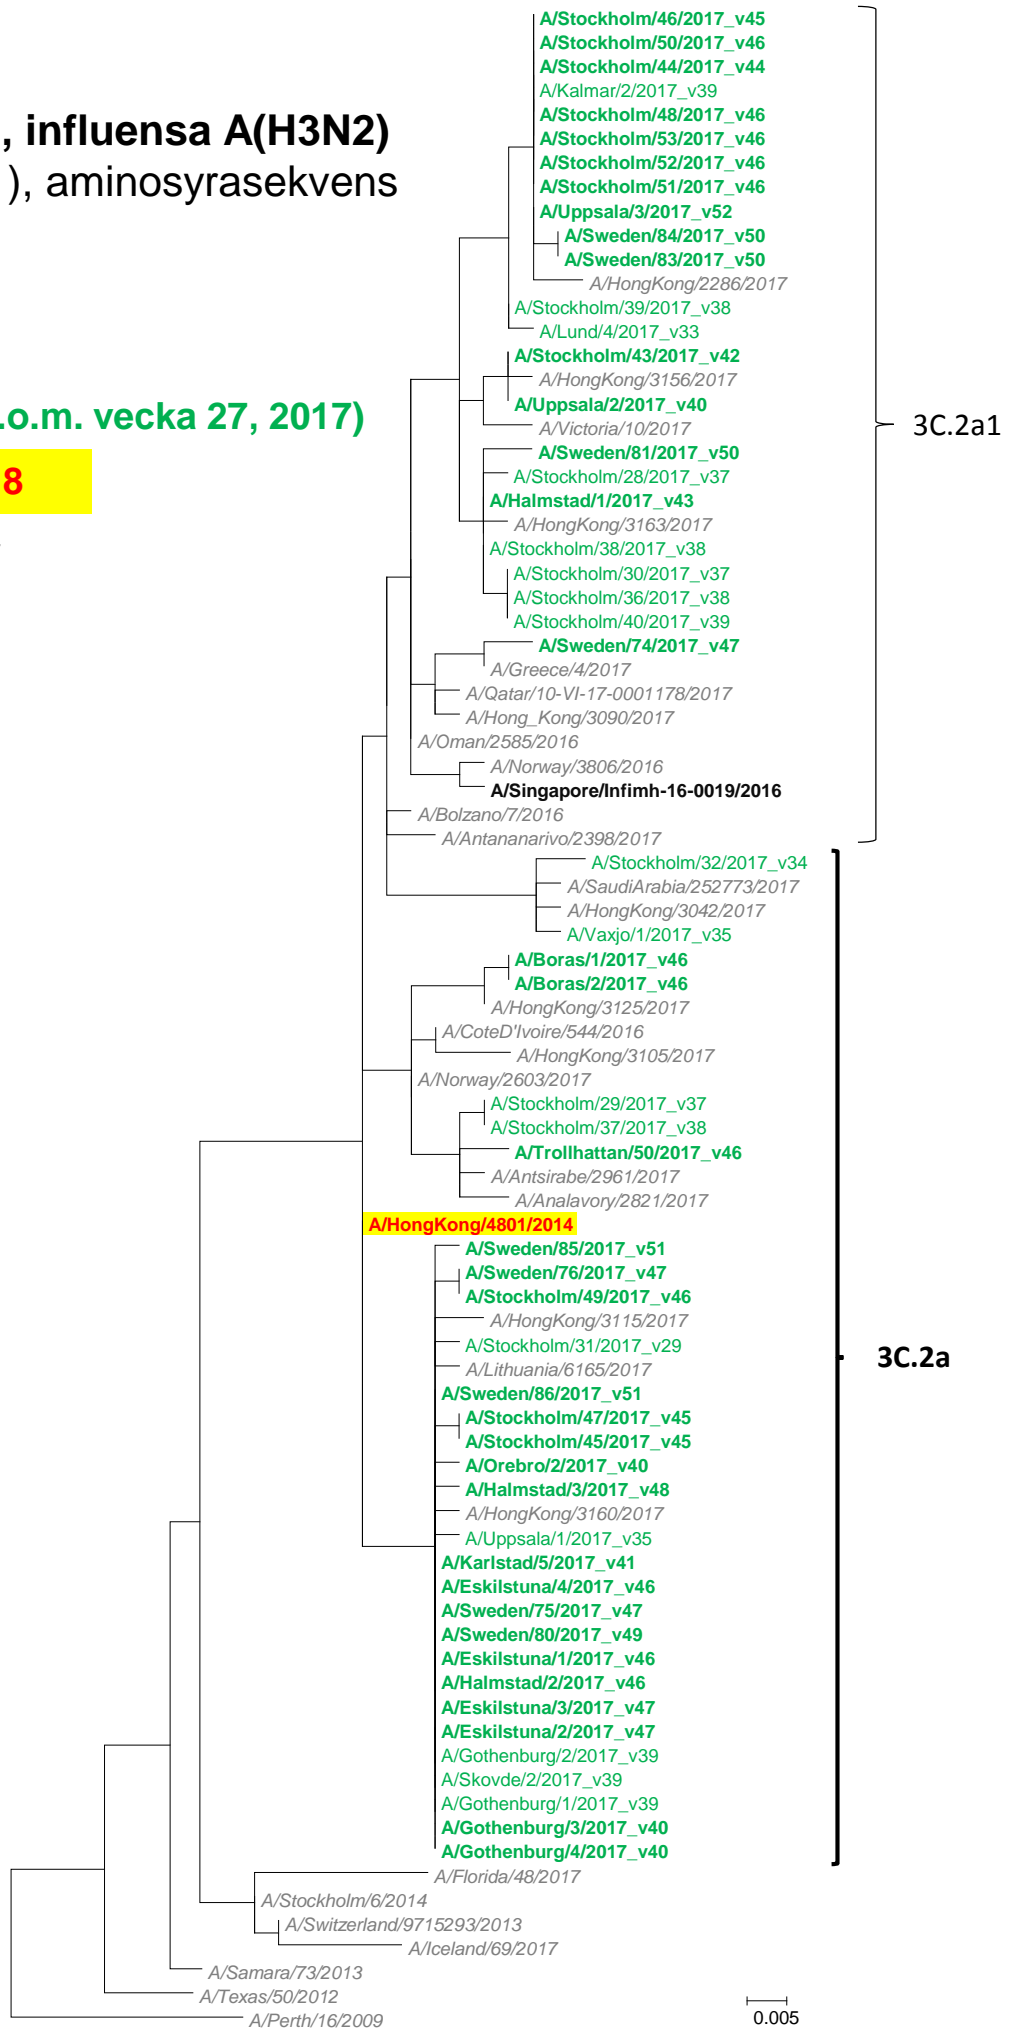 A/Stockholm/46/2017_v45
A/Stockholm/50/2017_v46
A/Stockholm/44/2017_v44
A/Kalmar/2/2017_v39
A/Stockholm/48/2017_v46
, influensa A(H3N2)
A/Stockholm/53/2017_v46
A/Stockholm/52/2017_v46
), aminosyrasekvens
A/Stockholm/51/2017_v46
A/Uppsala/3/2017_v52
A/Sweden/84/2017_v50
A/Sweden/83/2017_v50
A/HongKong/2286/2017
A/Stockholm/39/2017_v38
A/Lund/4/2017_v33
A/Stockholm/43/2017_v42
A/HongKong/3156/2017
A/Uppsala/2/2017_v40
.o.m. vecka 27, 2017)
A/Victoria/10/2017
3C.2a1
A/Sweden/81/2017_v50
A/Stockholm/28/2017_v37
8
A/Halmstad/1/2017_v43
A/HongKong/3163/2017
A/Stockholm/38/2017_v38
A/Stockholm/30/2017_v37
A/Stockholm/36/2017_v38
A/Stockholm/40/2017_v39
A/Sweden/74/2017_v47
A/Greece/4/2017
A/Qatar/10-VI-17-0001178/2017
A/Hong_Kong/3090/2017
A/Oman/2585/2016
A/Norway/3806/2016
A/Singapore/Infimh-16-0019/2016
A/Bolzano/7/2016
A/Antananarivo/2398/2017
A/Stockholm/32/2017_v34
A/SaudiArabia/252773/2017
A/HongKong/3042/2017
A/Vaxjo/1/2017_v35
A/Boras/1/2017_v46
A/Boras/2/2017_v46
A/HongKong/3125/2017
A/CoteD'Ivoire/544/2016
A/HongKong/3105/2017
A/Norway/2603/2017
A/Stockholm/29/2017_v37
A/Stockholm/37/2017_v38
A/Trollhattan/50/2017_v46
A/Antsirabe/2961/2017
A/Analavory/2821/2017
A/HongKong/4801/2014
A/Sweden/85/2017_v51
A/Sweden/76/2017_v47
A/Stockholm/49/2017_v46
A/HongKong/3115/2017
A/Stockholm/31/2017_v29
3C.2a
A/Lithuania/6165/2017
A/Sweden/86/2017_v51
A/Stockholm/47/2017_v45
A/Stockholm/45/2017_v45
A/Orebro/2/2017_v40
A/Halmstad/3/2017_v48
A/HongKong/3160/2017
A/Uppsala/1/2017_v35
A/Karlstad/5/2017_v41
A/Eskilstuna/4/2017_v46
A/Sweden/75/2017_v47
A/Sweden/80/2017_v49
A/Eskilstuna/1/2017_v46
A/Halmstad/2/2017_v46
A/Eskilstuna/3/2017_v47
A/Eskilstuna/2/2017_v47
A/Gothenburg/2/2017_v39
A/Skovde/2/2017_v39
A/Gothenburg/1/2017_v39
A/Gothenburg/3/2017_v40
A/Gothenburg/4/2017_v40
A/Florida/48/2017
A/Stockholm/6/2014
A/Switzerland/9715293/2013
A/Iceland/69/2017
A/Samara/73/2013
A/Texas/50/2012
A/Perth/16/2009
0.005